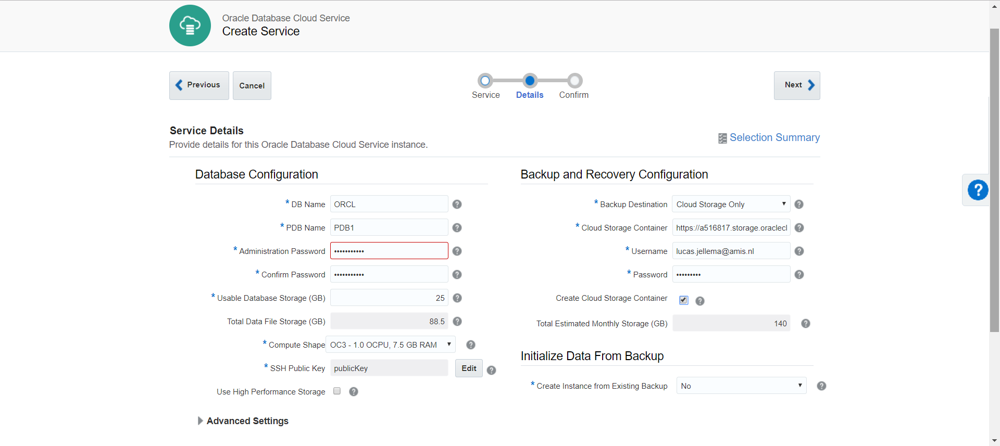 Oracle Database Cloud Service
Create Service
Previous
Cancel
Service
Details
Confirm
Next
Service Details
Provide details for this Oracle Database Cloud Service instance.
Selection Summary
Database Configuration
* DB Name ORCL ?
* PDB Name PDB1 ?
* Administration Password ••••••••••• ?
* Confirm Password ••••••••••• ?
* Usable Database Storage (GB) 25 ?
Total Data File Storage (GB) 88.5 ?
* Compute Shape OC3 - 1.0 OCPU, 7.5 GB RAM ?
* SSH Public Key publicKey Edit ?
Use High Performance Storage ?
Advanced Settings
Backup and Recovery Configuration
* Backup Destination Cloud Storage Only ?
* Cloud Storage Container https://a516817.storage.oraclecl ?
* Username lucas.jellema@amis.nl ?
* Password ••••••••• ?
Create Cloud Storage Container ?
Total Estimated Monthly Storage (GB) 140 ?
Initialize Data From Backup
* Create Instance from Existing Backup No ?
?